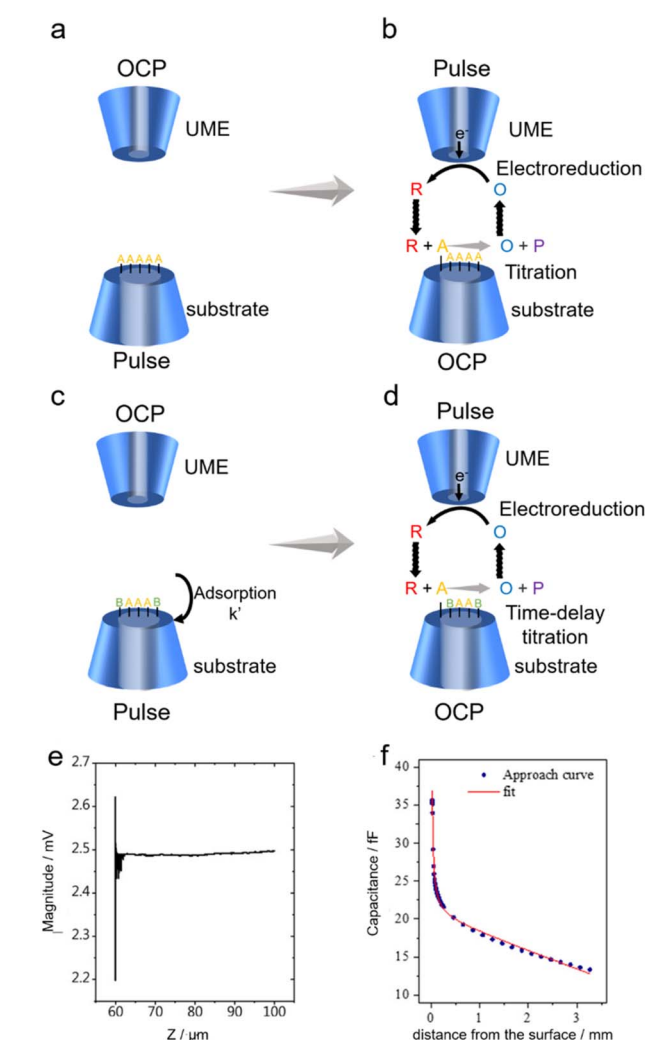 a
OCP
UME
AAAAA
substrate
Pulse
b
Pulse
e-
UME
Electroreduction
R
O
R + A
O + P
AAAA
Titration
substrate
OCP
c
OCP
UME
BAAAB
Adsorption
k’
substrate
Pulse
d
Pulse
e-
UME
Electroreduction
R
O
R + A
O + P
BAAB
Time-delay
titration
substrate
OCP
e
2.7
2.6
2.5
2.4
2.3
2.2
Magnitude / mV
60
70
80
90
100
Z / μm
f
Approach curve
fit
40
35
30
25
20
15
10
Capacitance / fF
0
1
2
3
distance from the surface / mm